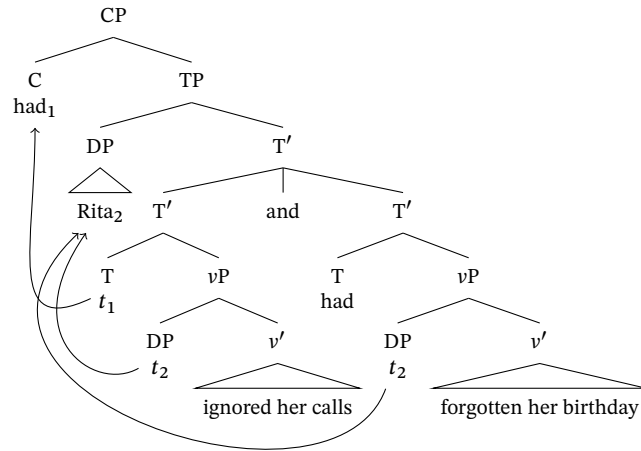 CP
C TP
had₁
DP T′
Rita₂ T′ and T′
T vP T vP
t₁ had
DP v′ DP v′
t₂ t₂
ignored her calls forgotten her birthday